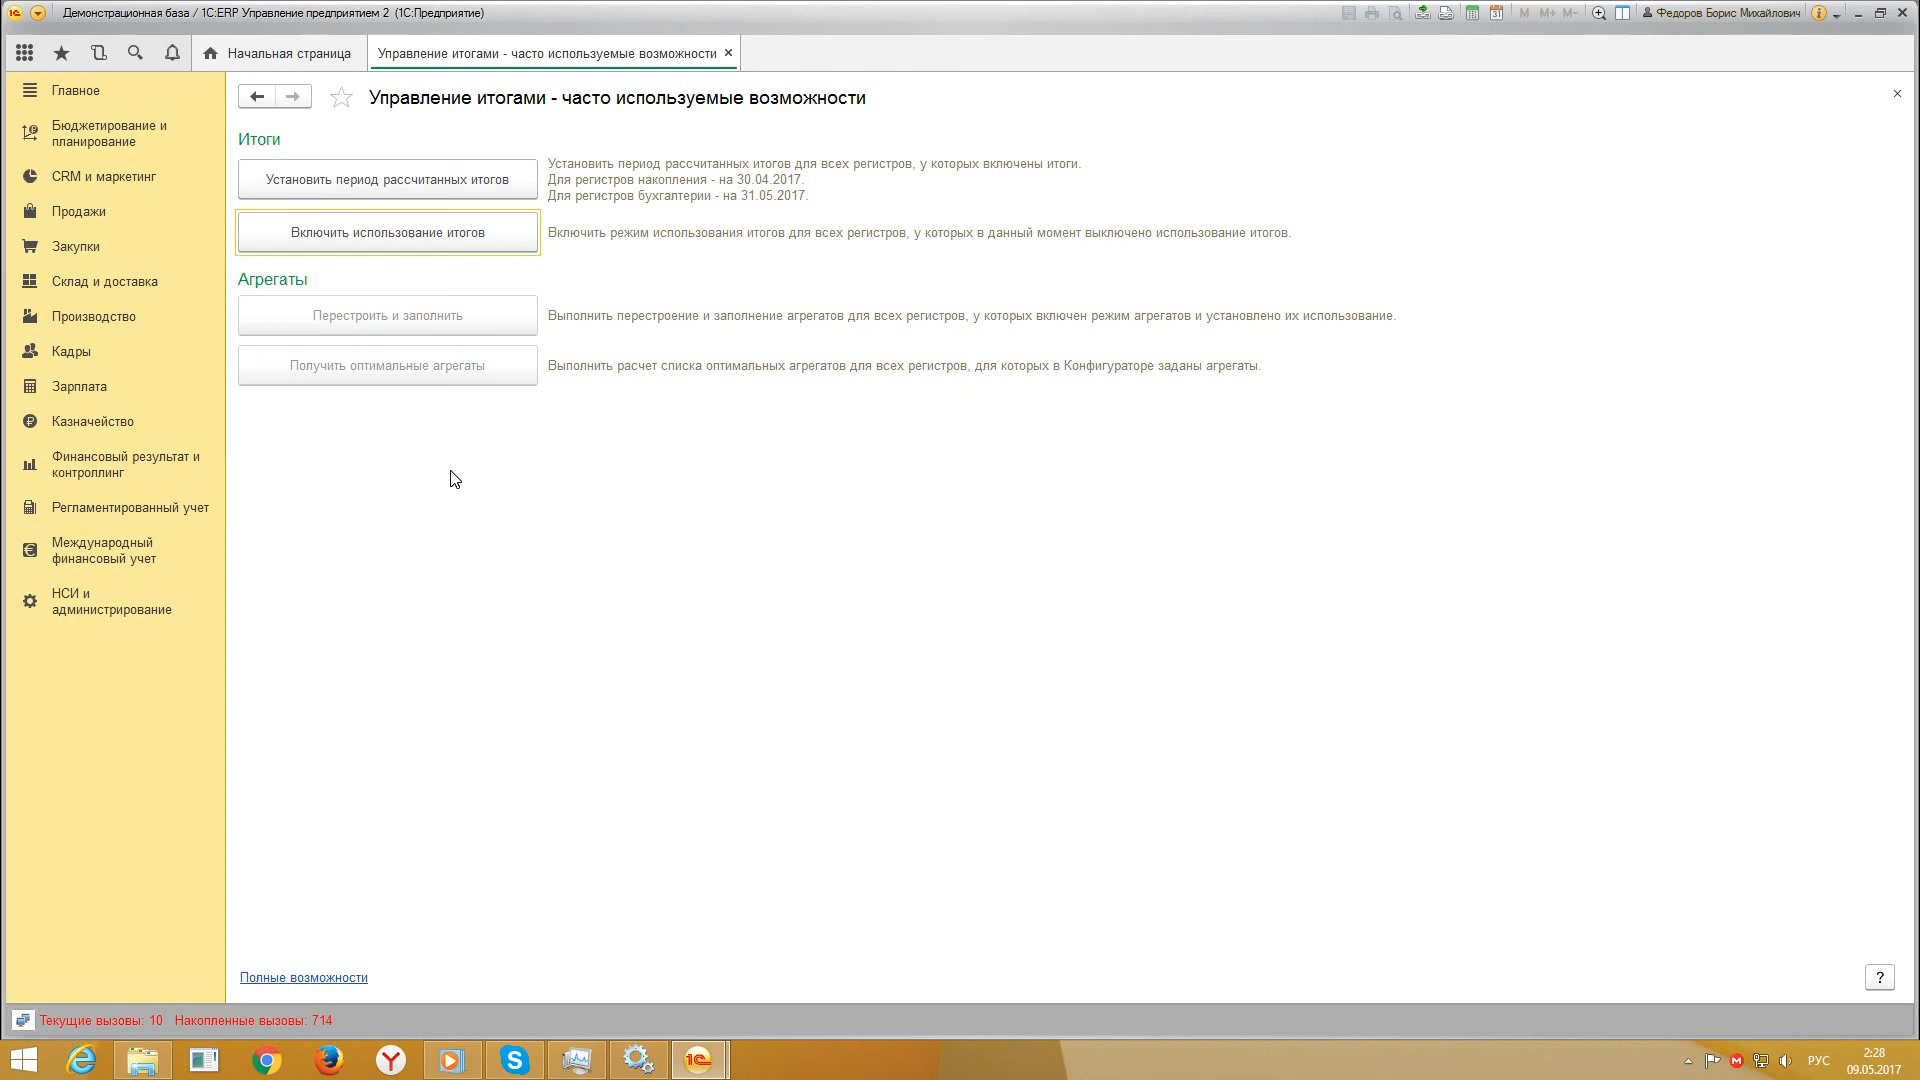 Демонстрационная база / 1С:ERP Управление предприятием 2 (1С:Предприятие)
M M+ M- Федоров Борис Михайлович
Начальная страница
Управление итогами - часто используемые возможности
Главное
Бюджетирование и
планирование
CRM и маркетинг
Продажи
Закупки
Склад и доставка
Производство
Кадры
Зарплата
Казначейство
Финансовый результат и
контроллинг
Регламентированный учет
Международный
финансовый учет
НСИ и
администрирование
Управление итогами - часто используемые возможности
Итоги
Установить период рассчитанных итогов
Установить период рассчитанных итогов для всех регистров, у которых включены итоги.
Для регистров накопления - на 30.04.2017.
Для регистров бухгалтерии - на 31.05.2017.
Включить использование итогов
Включить режим использования итогов для всех регистров, у которых в данный момент выключено использование итогов.
Агрегаты
Перестроить и заполнить
Выполнить перестроение и заполнение агрегатов для всех регистров, у которых включен режим агрегатов и установлено их использование.
Получить оптимальные агрегаты
Выполнить расчет списка оптимальных агрегатов для всех регистров, для которых в Конфигураторе заданы агрегаты.
Полные возможности
?
Текущие вызовы: 10 Накопленные вызовы: 714
РУС
2:28
09.05.2017